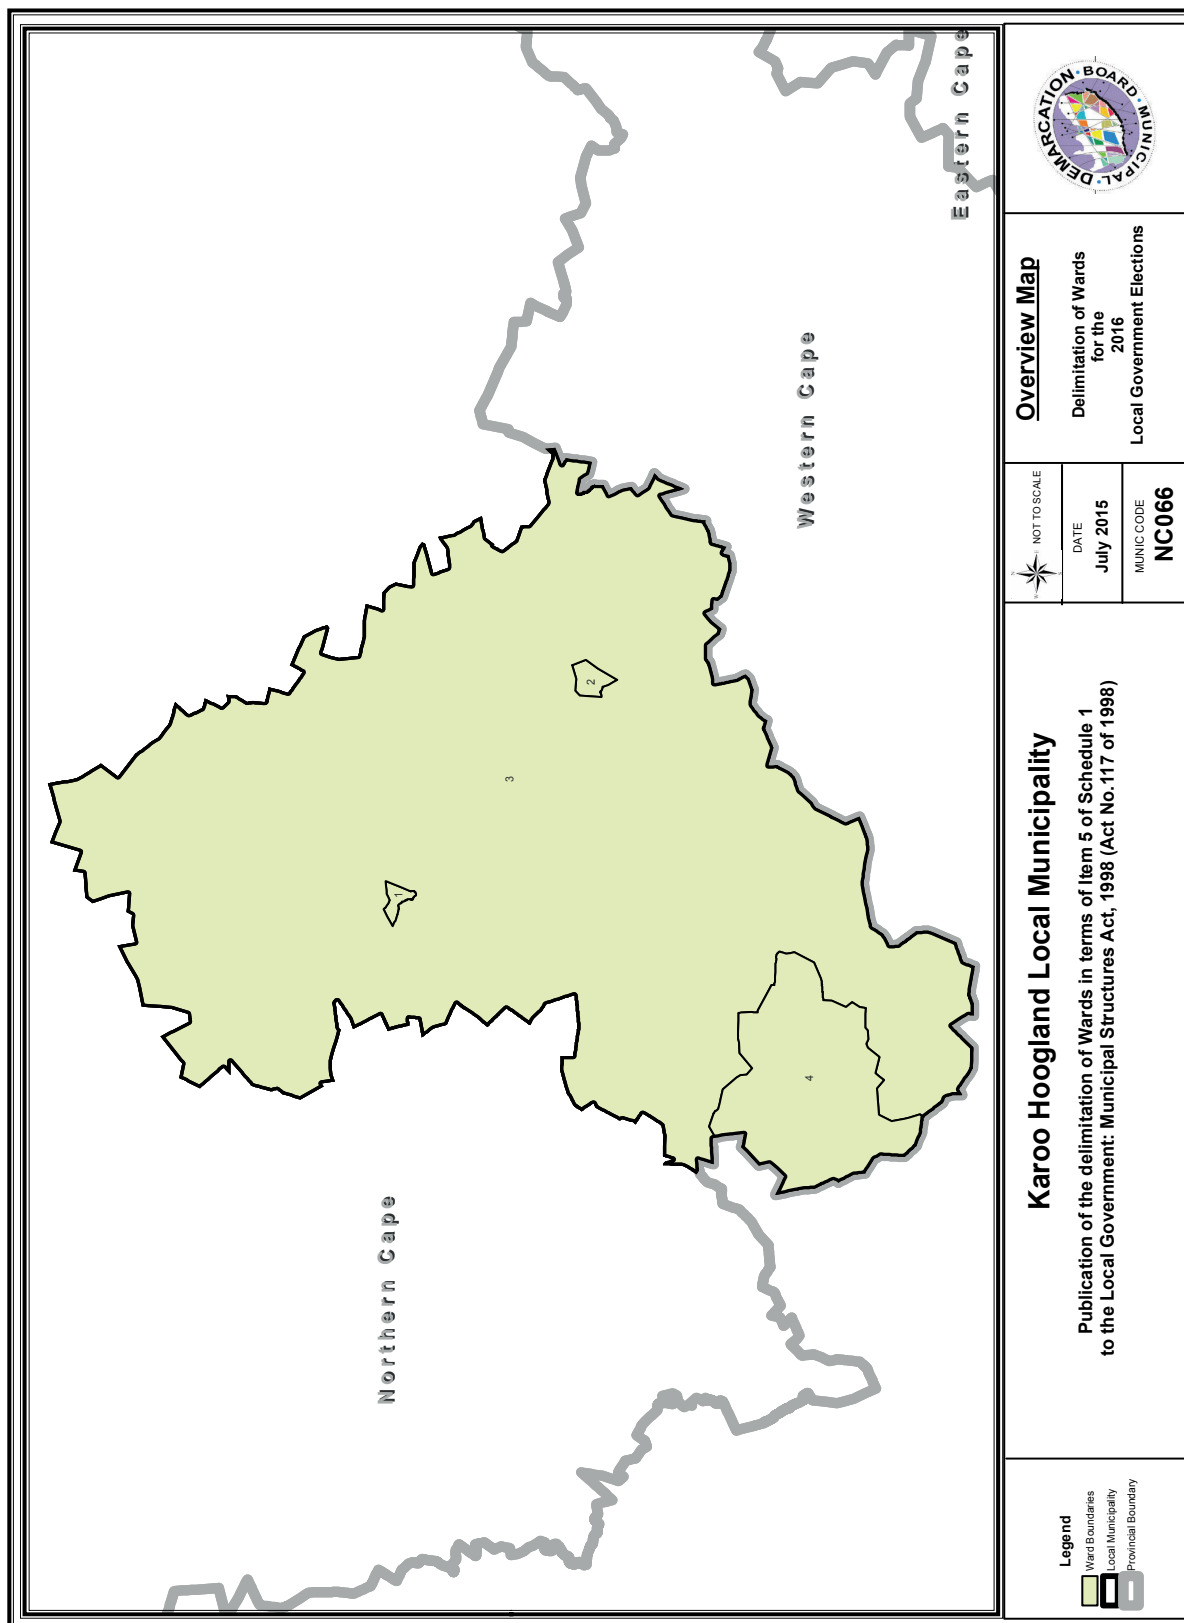 Northern Cape
Western Cape
Eastern Cape
1
2
3
4
Legend
Ward Boundaries
Local Municipality
Provincial Boundary
Karoo Hoogland Local Municipality
Publication of the delimitation of Wards in terms of Item 5 of Schedule 1
to the Local Government: Municipal Structures Act, 1998 (Act No.117 of 1998)
NOT TO SCALE
DATE
July 2015
MUNIC CODE
NC066
Overview Map
Delimitation of Wards
for the
2016
Local Government Elections
MUNICIPAL DEMARCATION BOARD